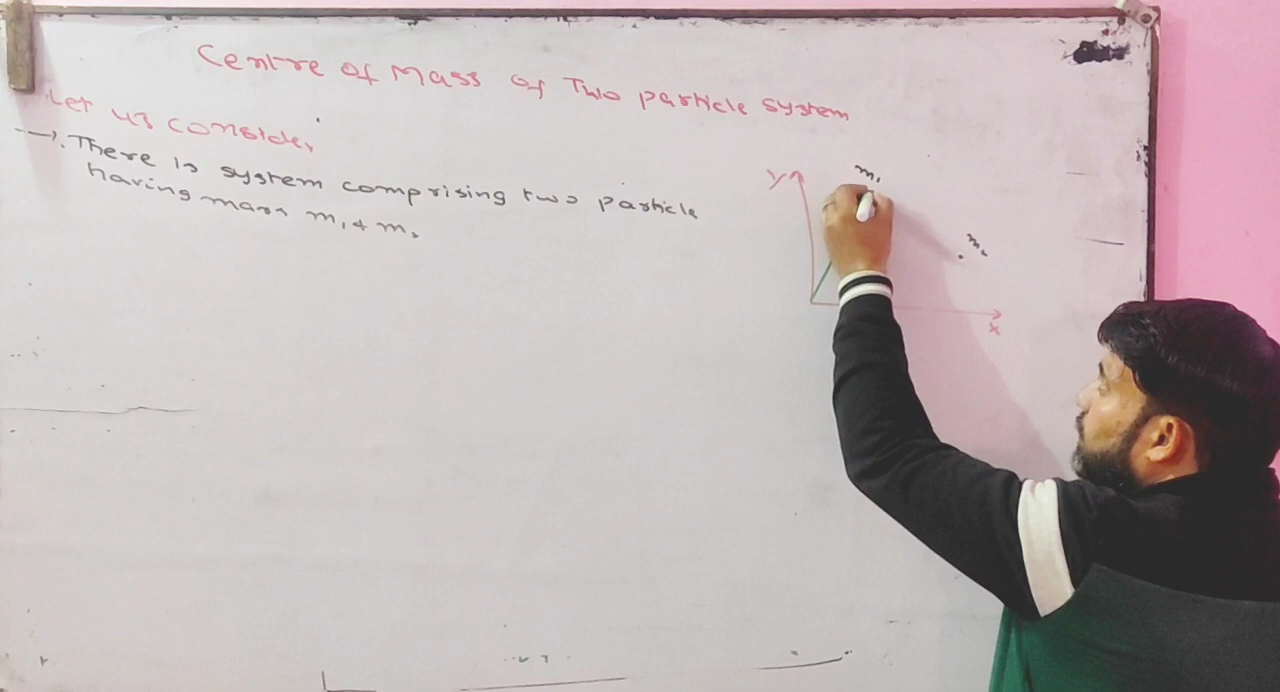 Centre of Mass of Two particle system
Let us consider,
→ There is system comprising two particle
having mass m₁ & m₂
Y
m₁
m₂
x